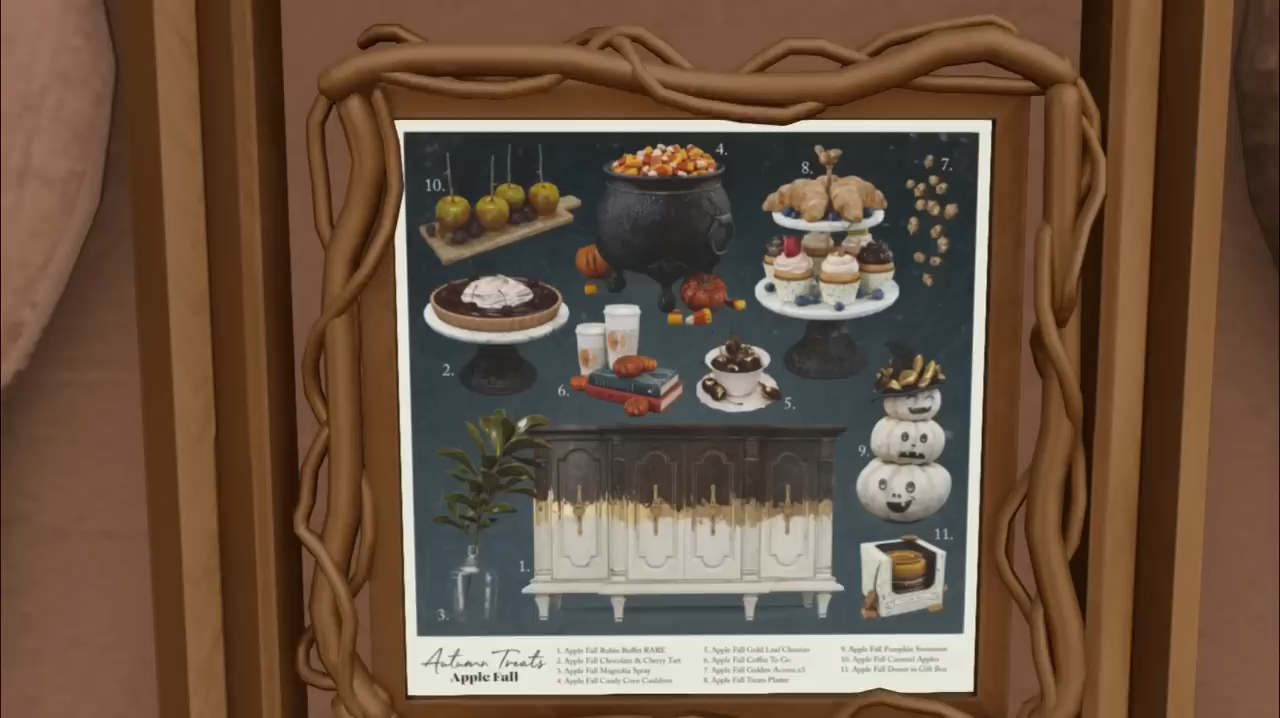 10.
4.
8.
7.
2.
6.
5.
9.
1.
3.
11.
Autumn Treats
Apple Fall
1. Apple Fall Robin Buffet RARE
2. Apple Fall Chocolate & Cherry Tart
3. Apple Fall Magnolia Spray
4. Apple Fall Candy Corn Cauldron
5. Apple Fall Gold Leaf Cherries
6. Apple Fall Coffee To Go
7. Apple Fall Golden Acorns x3
8. Apple Fall Treats Platter
9. Apple Fall Pumpkin Snowman
10. Apple Fall Caramel Apples
11. Apple Fall Donut in Gift Box